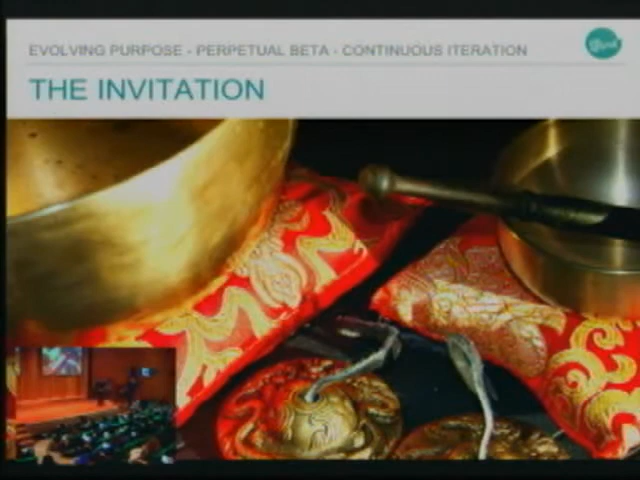 EVOLVING PURPOSE - PERPETUAL BETA - CONTINUOUS ITERATION
THE INVITATION